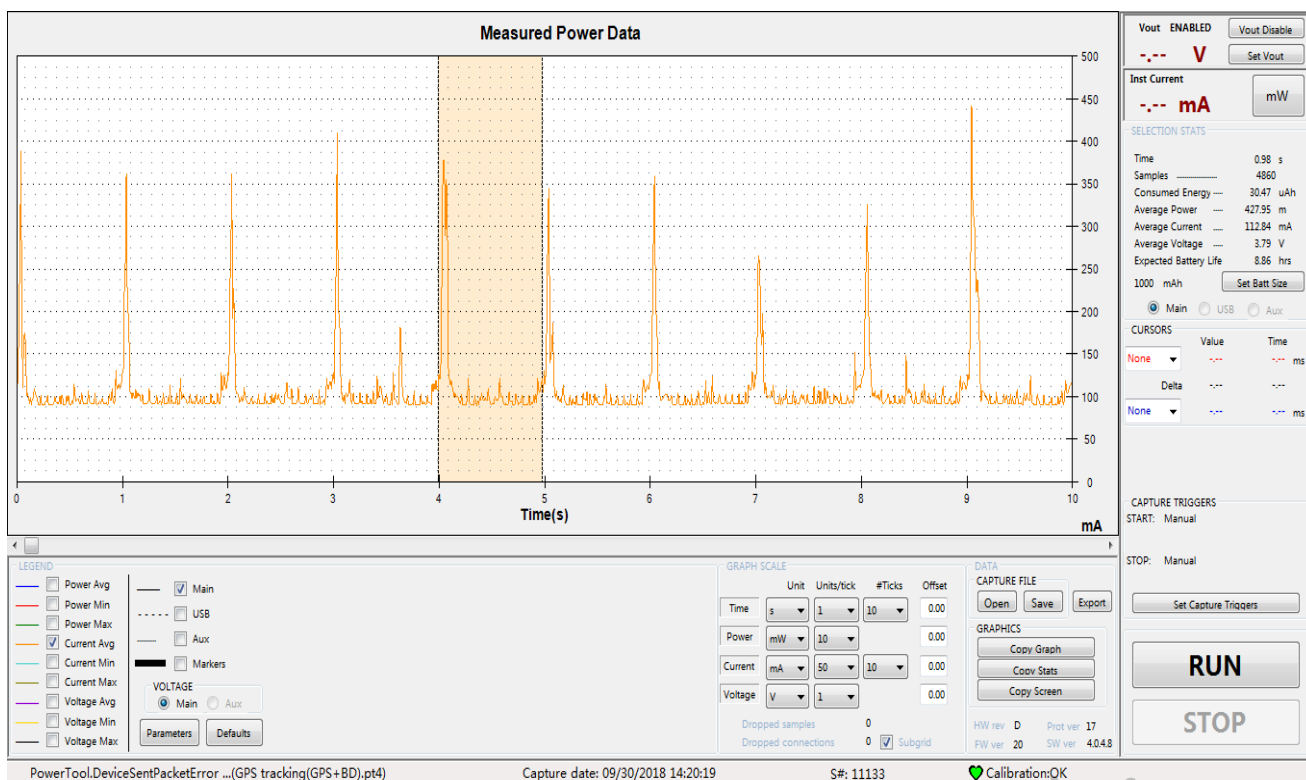 Measured Power Data
500
450
400
350
300
250
200
150
100
50
0
0 1 2 3 4 5 6 7 8 9 10
Time(s)
mA
Vout ENABLED Vout Disable
-.-- V Set Vout
Inst Current
-.-- mA mW
SELECTION STATS
Time 0.98 s
Samples 4860
Consumed Energy 30.47 uAh
Average Power 427.95 m
Average Current 112.84 mA
Average Voltage 3.79 V
Expected Battery Life 8.86 hrs
1000 mAh Set Batt Size
Main USB Aux
CURSORS
Value Time
None -.-- -.-- ms
Delta -.-- -.--
None -.-- -.-- ms
CAPTURE TRIGGERS
START: Manual
STOP: Manual
Set Capture Triggers
RUN
STOP
LEGEND
Power Avg
Power Min
Power Max
Current Avg
Current Min
Current Max
Voltage Avg
Voltage Min
Voltage Max
Main
USB
Aux
Markers
VOLTAGE
Main Aux
Parameters Defaults
GRAPH SCALE
Unit Units/tick #Ticks Offset
Time s 1 10 0.00
Power mW 10 0.00
Current mA 50 10 0.00
Voltage V 1 0.00
Dropped samples 0
Dropped connections 0 Subgrid
DATA
CAPTURE FILE
Open Save Export
GRAPHICS
Copy Graph
Copy Stats
Copy Screen
HW rev D Prot ver 17
FW ver 20 SW ver 4.0.4.8
PowerTool.DeviceSentPacketError ...(GPS tracking(GPS+BD).pt4) Capture date: 09/30/2018 14:20:19 S#: 11133 Calibration:OK